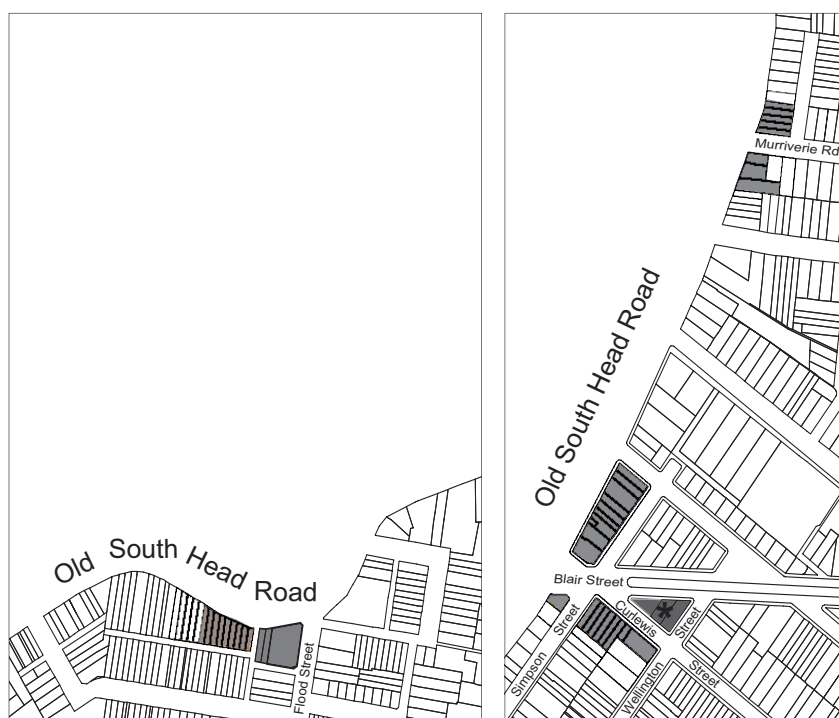 Old South Head Road
Flood Street
Murriverie Rd
Old South Head Road
Blair Street
Simpson Street
Curlewis Street
Wellington Street